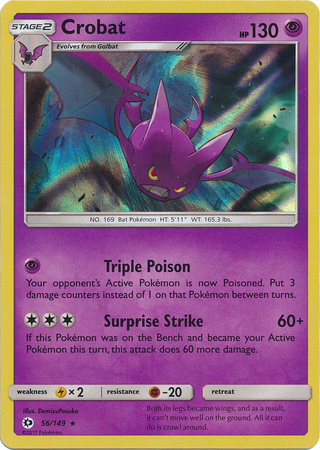 STAGE2 Crobat HP 130
Evolves from Golbat
NO. 169 Bat Pokémon HT: 5'11" WT: 165.3 lbs.
Triple Poison
Your opponent's Active Pokémon is now Poisoned. Put 3
damage counters instead of 1 on that Pokémon between turns.
Surprise Strike 60+
If this Pokémon was on the Bench and became your Active
Pokémon this turn, this attack does 60 more damage.
weakness ×2 resistance -20 retreat
Illus. DemizuPosuka
56/149 ★
©2017 Pokémon
Both its legs became wings, and as a result,
it can't move well on the ground. All it can
do is crawl around.